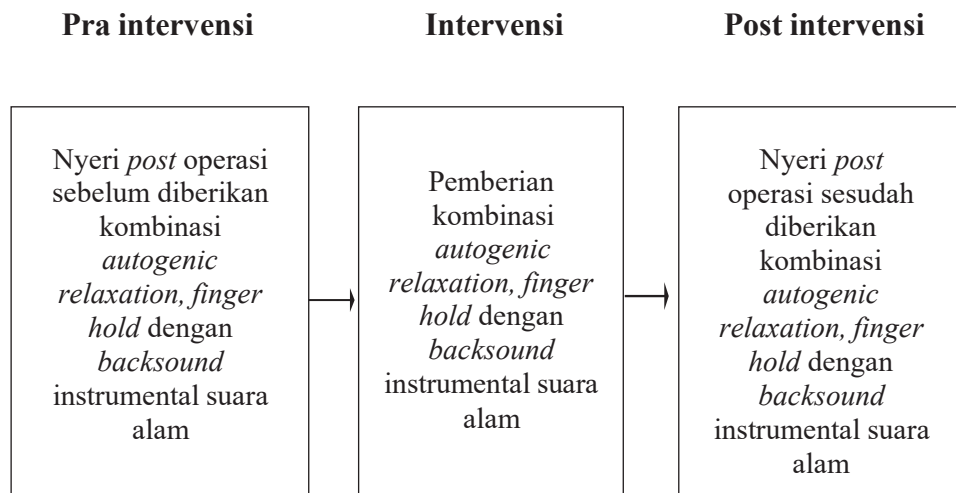 Pra intervensi
Intervensi
Post intervensi
Nyeri post operasi
sebelum diberikan
kombinasi
autogenic
relaxation, finger
hold dengan
backsound
instrumental suara
alam
Pemberian
kombinasi
autogenic
relaxation, finger
hold dengan
backsound
instrumental suara
alam
Nyeri post
operasi sesudah
diberikan
kombinasi
autogenic
relaxation, finger
hold dengan
backsound
instrumental suara
alam